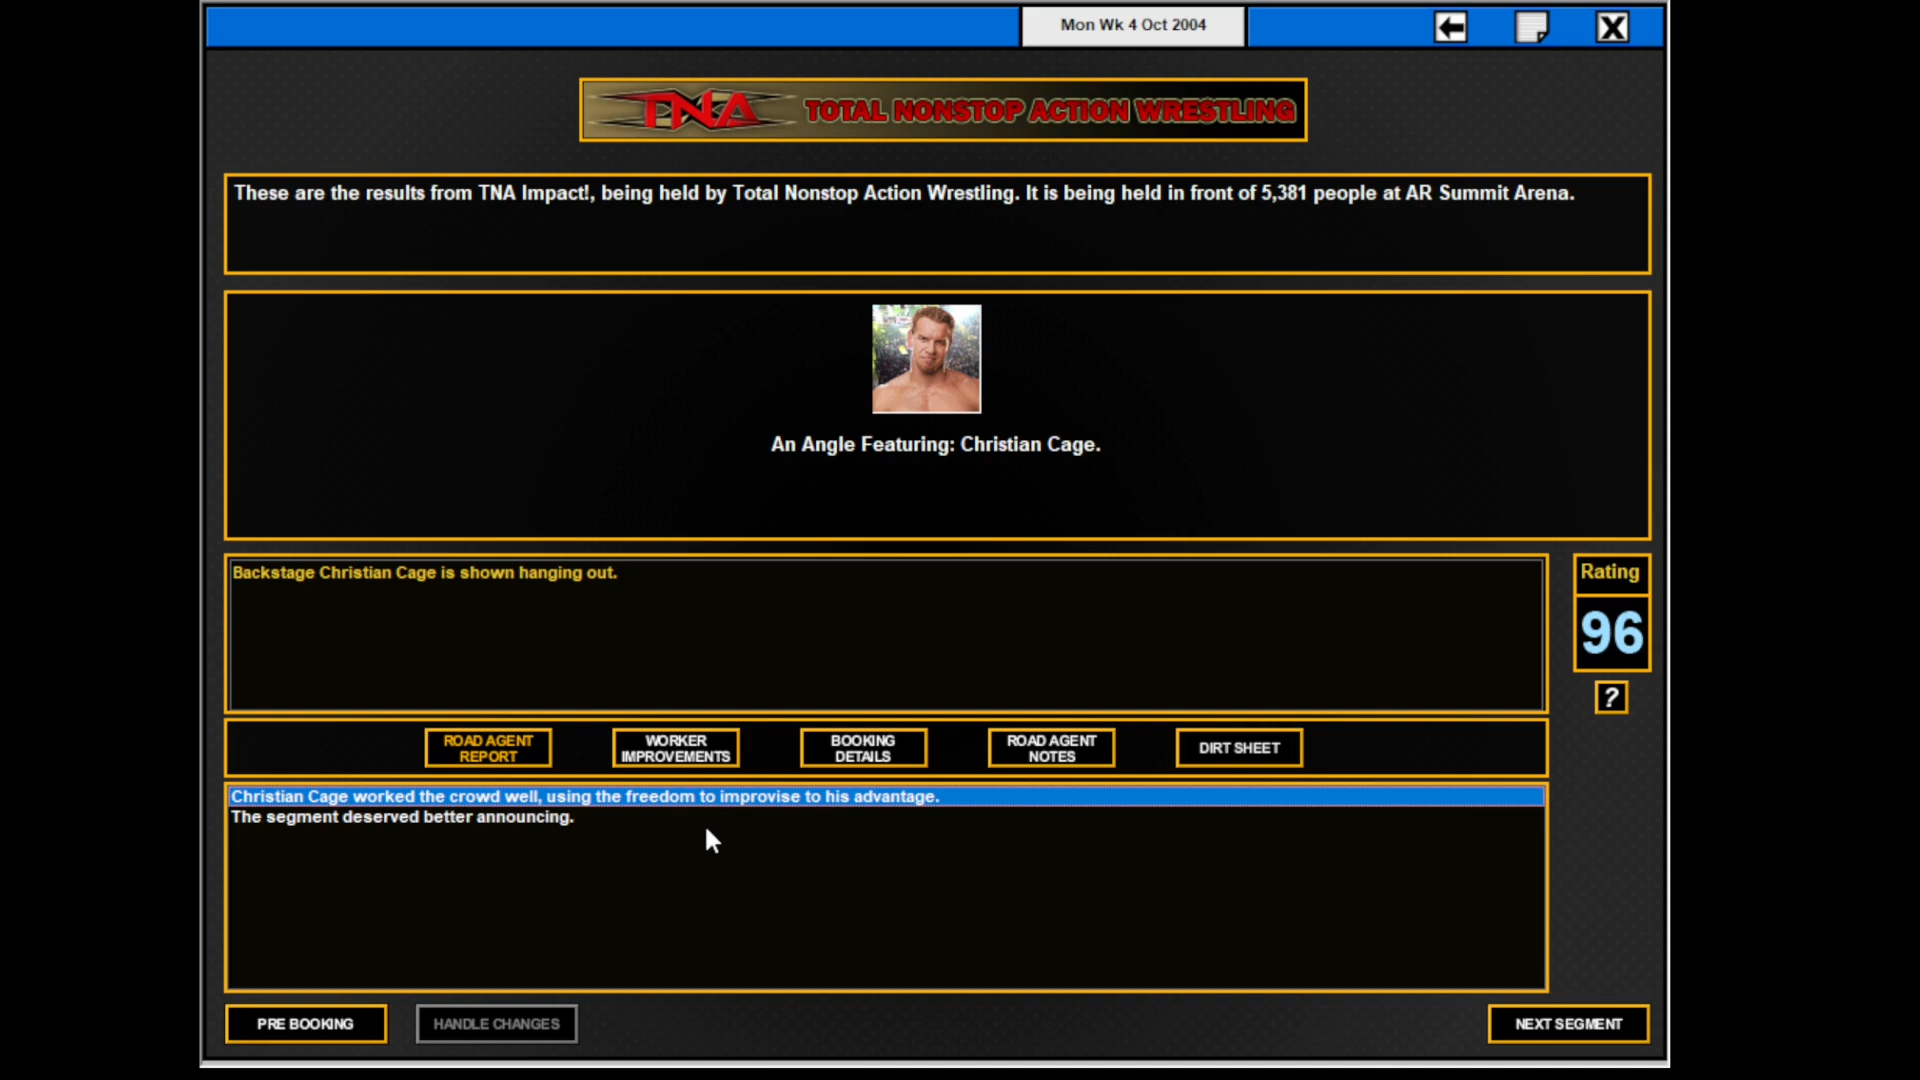 Mon Wk 4 Oct 2004
TNA TOTAL NONSTOP ACTION WRESTLING
These are the results from TNA Impact!, being held by Total Nonstop Action Wrestling. It is being held in front of 5,381 people at AR Summit Arena.
An Angle Featuring: Christian Cage.
Backstage Christian Cage is shown hanging out.
Rating
96
?
ROAD AGENT
REPORT
WORKER
IMPROVEMENTS
BOOKING
DETAILS
ROAD AGENT
NOTES
DIRT SHEET
Christian Cage worked the crowd well, using the freedom to improvise to his advantage.
The segment deserved better announcing.
PRE BOOKING
HANDLE CHANGES
NEXT SEGMENT